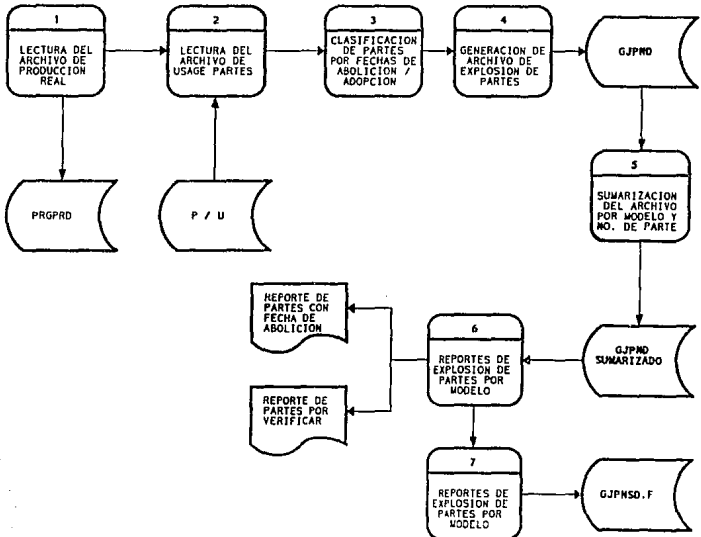 1
LECTURA DEL
ARCHIVO DE
PRODUCCION
REAL
2
LECTURA DEL
ARCHIVO DE
USAGE PARTES
3
CLASIFICACION
DE PARTES
POR FECHAS DE
ABOLICION /
ADOPCION
4
GENERACION DE
ARCHIVO DE
EXPLOSION DE
PARTES
GJPMD
PRGPRD
P / U
5
SUMARIZACION
DEL ARCHIVO
POR MODELO Y
NO. DE PARTE
REPORTE DE
PARTES CON
FECHA DE
ABOLICION
6
REPORTES DE
EXPLOSION DE
PARTES POR
MODELO
GJPMD
SUMARIZADO
REPORTE DE
PARTES POR
VERIFICAR
7
REPORTES DE
EXPLOSION DE
PARTES POR
MODELO
GJPNSD.F